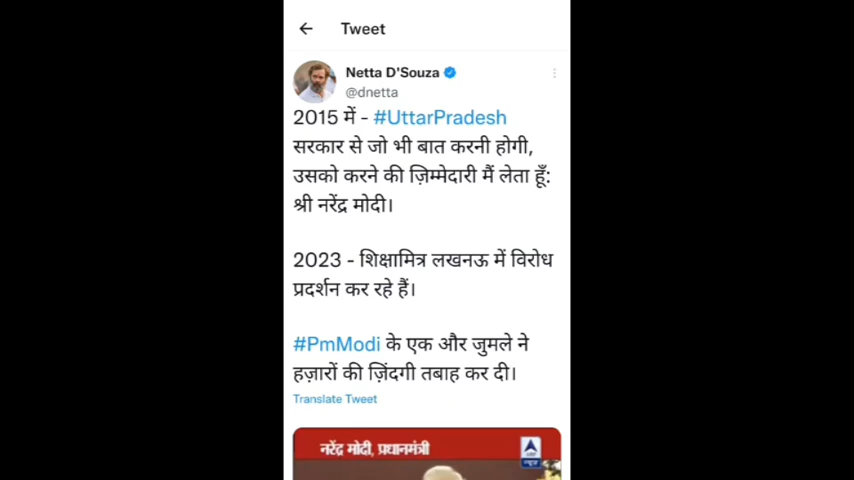 Tweet
Netta D'Souza
@dnetta
2015 में - #UttarPradesh
सरकार से जो भी बात करनी होगी,
उसको करने की ज़िम्मेदारी मैं लेता हूँ:
श्री नरेंद्र मोदी।
2023 - शिक्षामित्र लखनऊ में विरोध
प्रदर्शन कर रहे हैं।
#PmModi के एक और जुमले ने
हज़ारों की ज़िंदगी तबाह कर दी।
Translate Tweet
नरेंद्र मोदी, प्रधानमंत्री
abp
न्यूज़